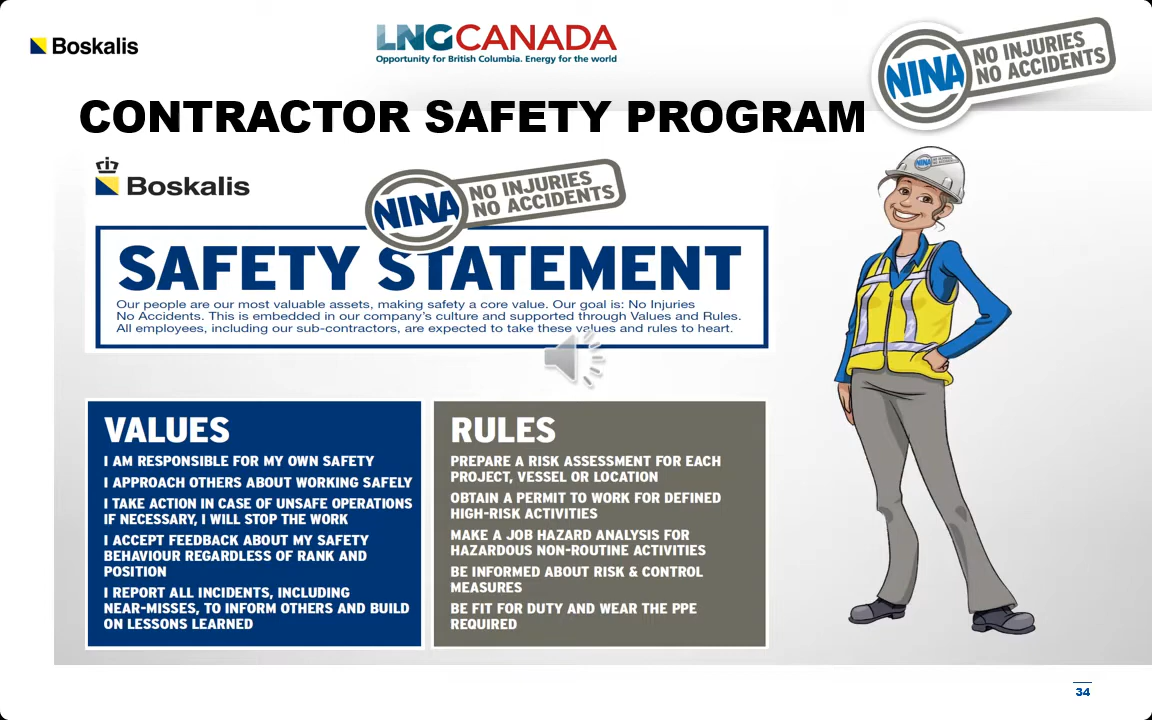 Boskalis
LNGCANADA
Opportunity for British Columbia. Energy for the world
NINA NO INJURIES
NO ACCIDENTS
CONTRACTOR SAFETY PROGRAM
Boskalis
NINA NO INJURIES
NO ACCIDENTS
SAFETY STATEMENT
Our people are our most valuable assets, making safety a core value. Our goal is: No Injuries
No Accidents. This is embedded in our company's culture and supported through Values and Rules.
All employees, including our sub-contractors, are expected to take these values and rules to heart.
VALUES
I AM RESPONSIBLE FOR MY OWN SAFETY
I APPROACH OTHERS ABOUT WORKING SAFELY
I TAKE ACTION IN CASE OF UNSAFE OPERATIONS
IF NECESSARY, I WILL STOP THE WORK
I ACCEPT FEEDBACK ABOUT MY SAFETY
BEHAVIOUR REGARDLESS OF RANK AND
POSITION
I REPORT ALL INCIDENTS, INCLUDING
NEAR-MISSES, TO INFORM OTHERS AND BUILD
ON LESSONS LEARNED
RULES
PREPARE A RISK ASSESSMENT FOR EACH
PROJECT, VESSEL OR LOCATION
OBTAIN A PERMIT TO WORK FOR DEFINED
HIGH-RISK ACTIVITIES
MAKE A JOB HAZARD ANALYSIS FOR
HAZARDOUS NON-ROUTINE ACTIVITIES
BE INFORMED ABOUT RISK & CONTROL
MEASURES
BE FIT FOR DUTY AND WEAR THE PPE
REQUIRED
NINA
34